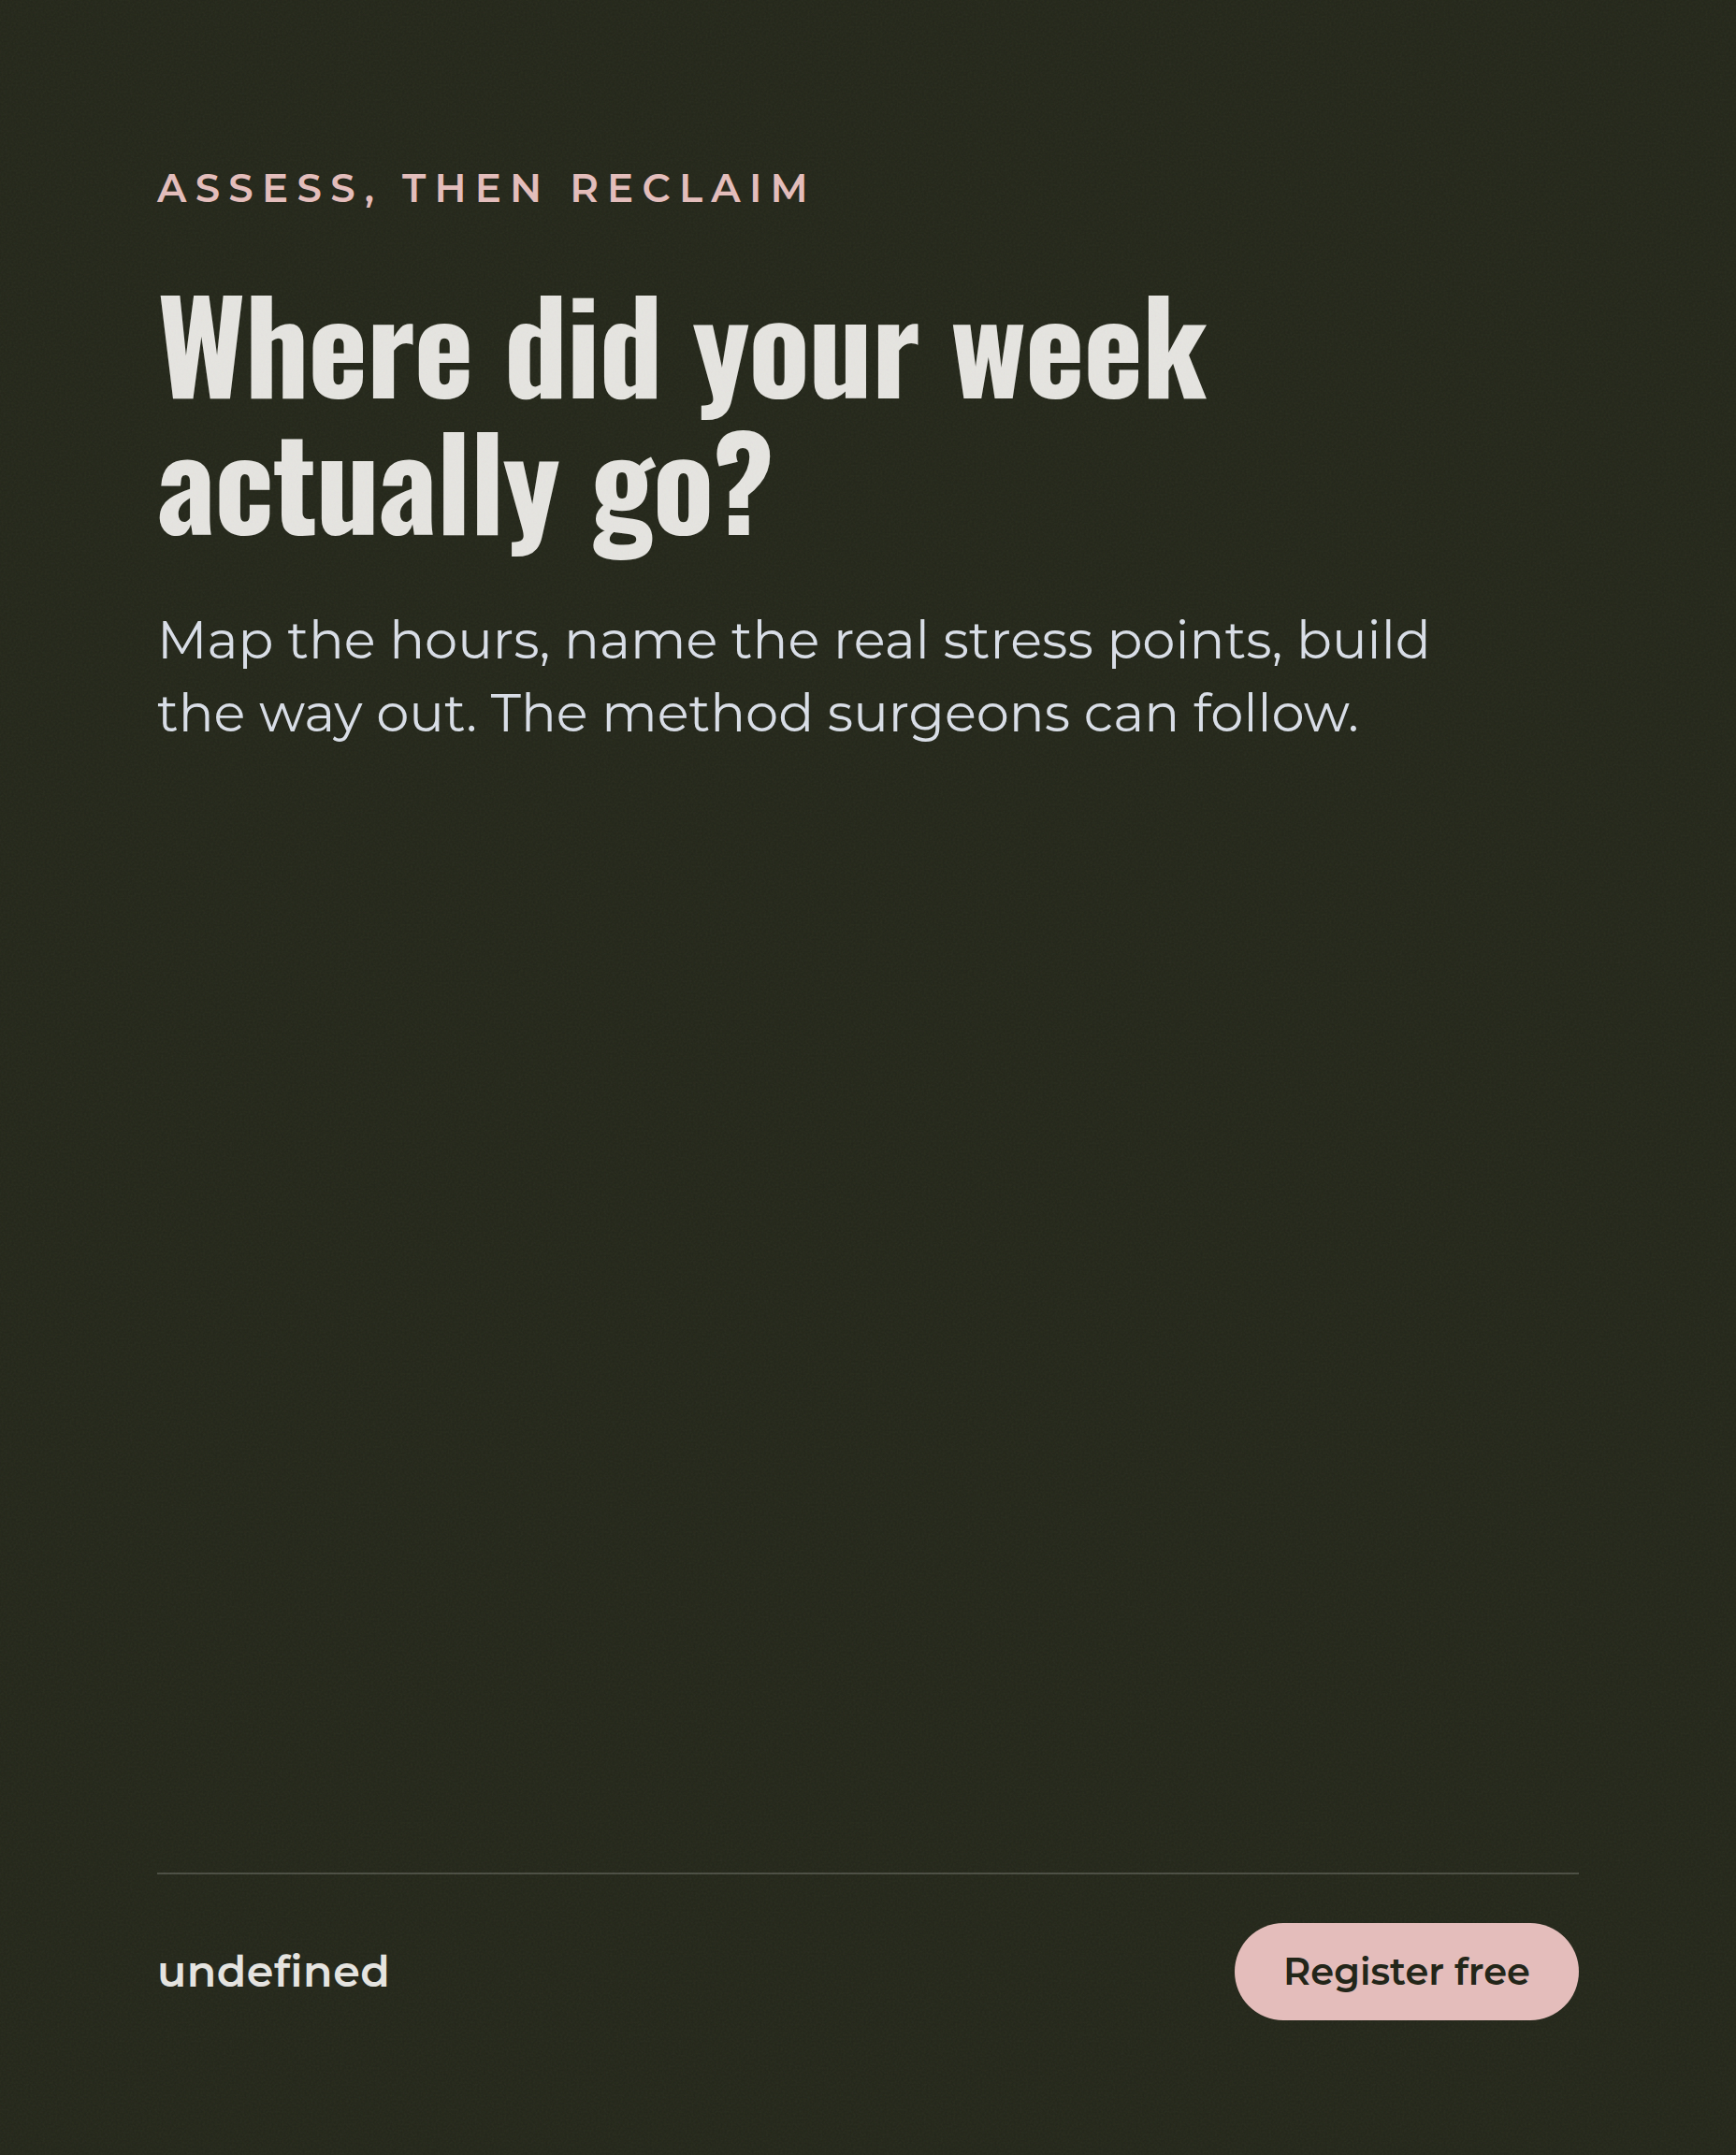 ASSESS, THEN RECLAIM
Where did your week
actually go?
Map the hours, name the real stress points, build
the way out. The method surgeons can follow.
undefined
Register free